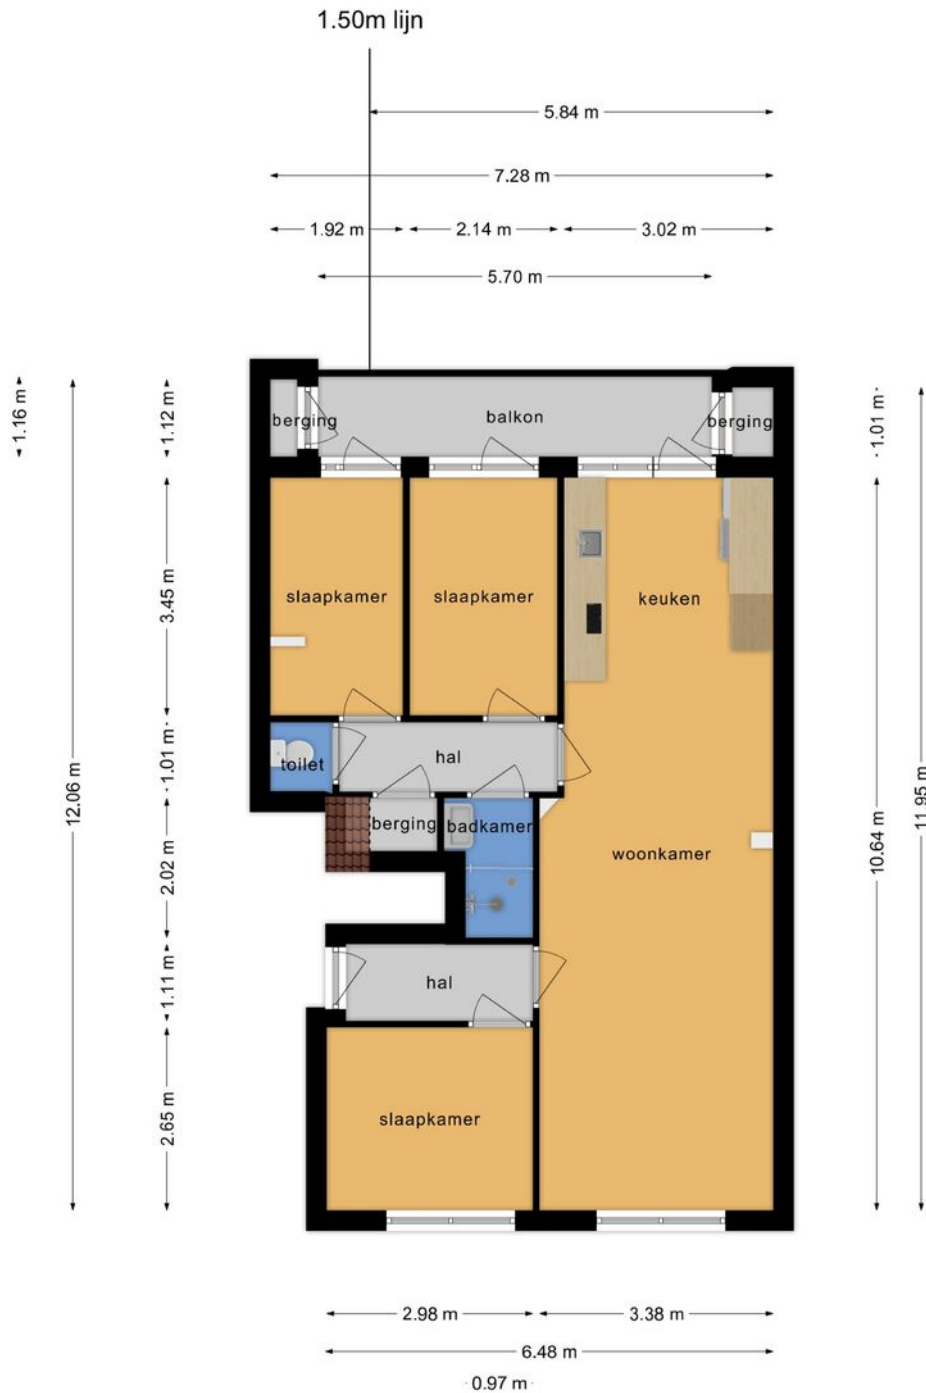 1.50m lijn
5.84 m
7.28 m
1.92 m
2.14 m
3.02 m
5.70 m
1.16 m
1.12 m
1.01 m
berging
balkon
berging
3.45 m
slaapkamer
slaapkamer
keuken
1.01 m
toilet
hal
12.06 m
11.95 m
10.64 m
2.02 m
berging
badkamer
woonkamer
1.11 m
hal
2.65 m
slaapkamer
2.98 m
3.38 m
6.48 m
0.97 m